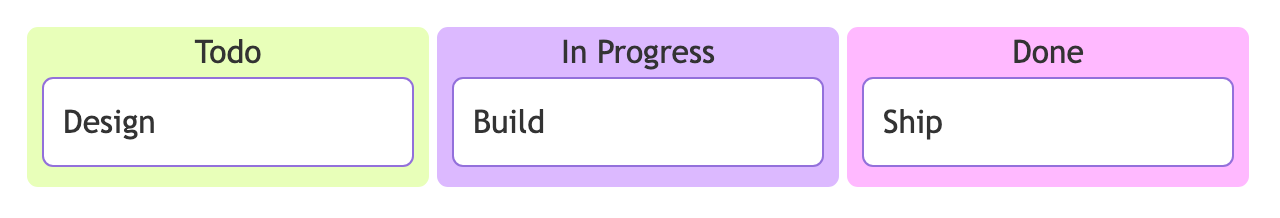 Todo
Design
In Progress
Build
Done
Ship